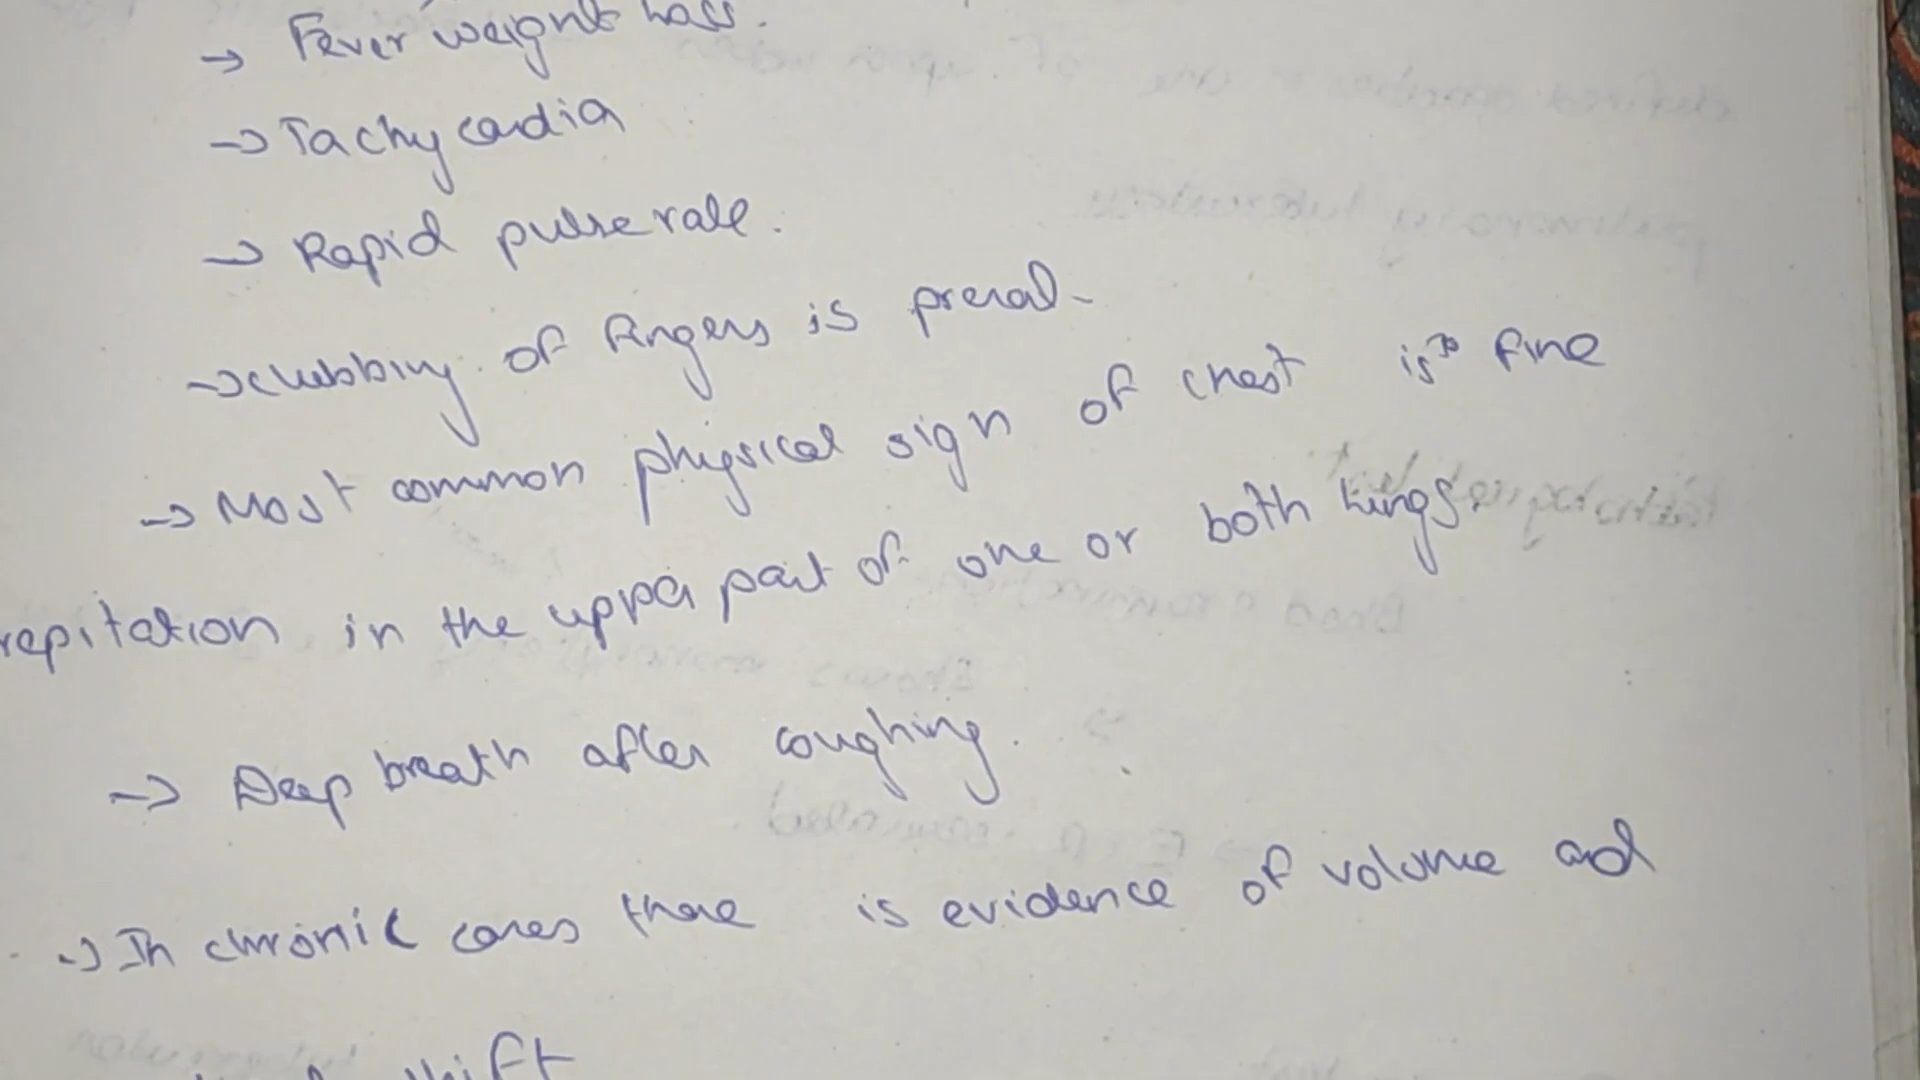 → Fever weight loss.
→ Tachycardia
→ Rapid pulse rate.
→ clubbing of fingers is
→ Most common physical sign of chest is fine
repitation in the upper part of one or both lungs.
→ Deep breath after coughing.
→ In chronic cases there is evidence of volume and
shift